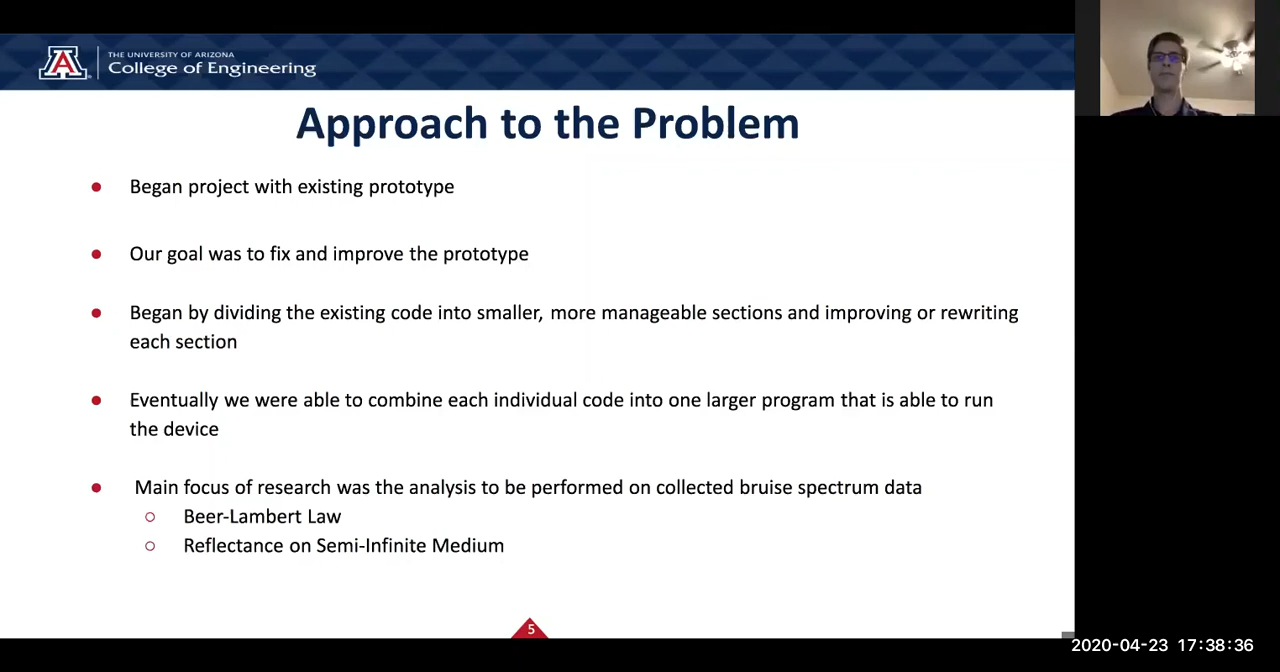 THE UNIVERSITY OF ARIZONA
College of Engineering
Approach to the Problem
● Began project with existing prototype
● Our goal was to fix and improve the prototype
● Began by dividing the existing code into smaller, more manageable sections and improving or rewriting
each section
● Eventually we were able to combine each individual code into one larger program that is able to run
the device
● Main focus of research was the analysis to be performed on collected bruise spectrum data
○ Beer-Lambert Law
○ Reflectance on Semi-Infinite Medium
5
2020-04-23 17:38:36